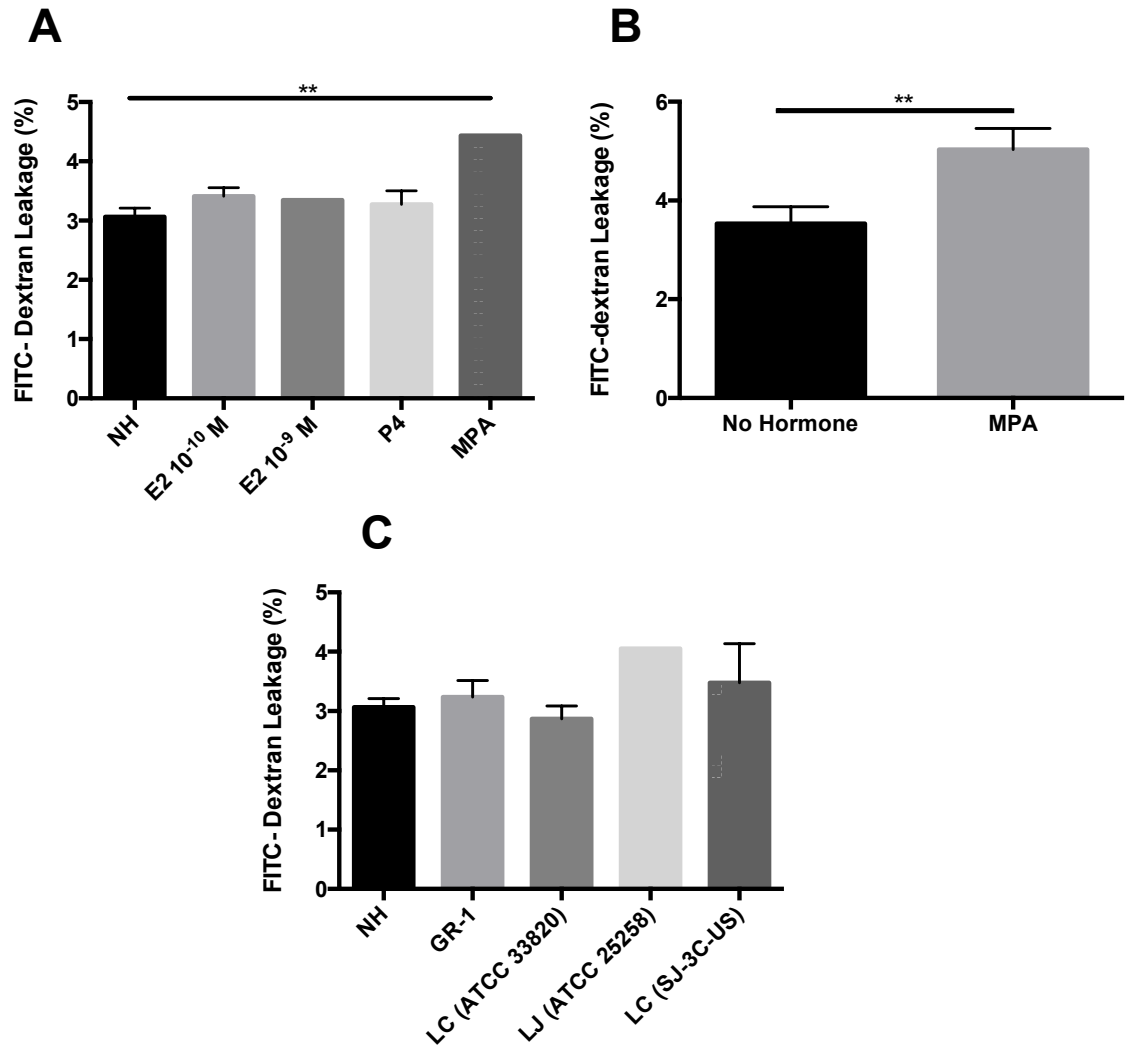 A
FITC- Dextran Leakage (%)
5
4
3
2
1
0
**
NH
E2 10⁻¹⁰ M
E2 10⁻⁹ M
P4
MPA
B
FITC-dextran Leakage (%)
6
4
2
0
**
No Hormone
MPA
C
FITC- Dextran Leakage (%)
5
4
3
2
1
0
NH
GR-1
LC (ATCC 33820)
LJ (ATCC 25258)
LC (SJ-3C-US)